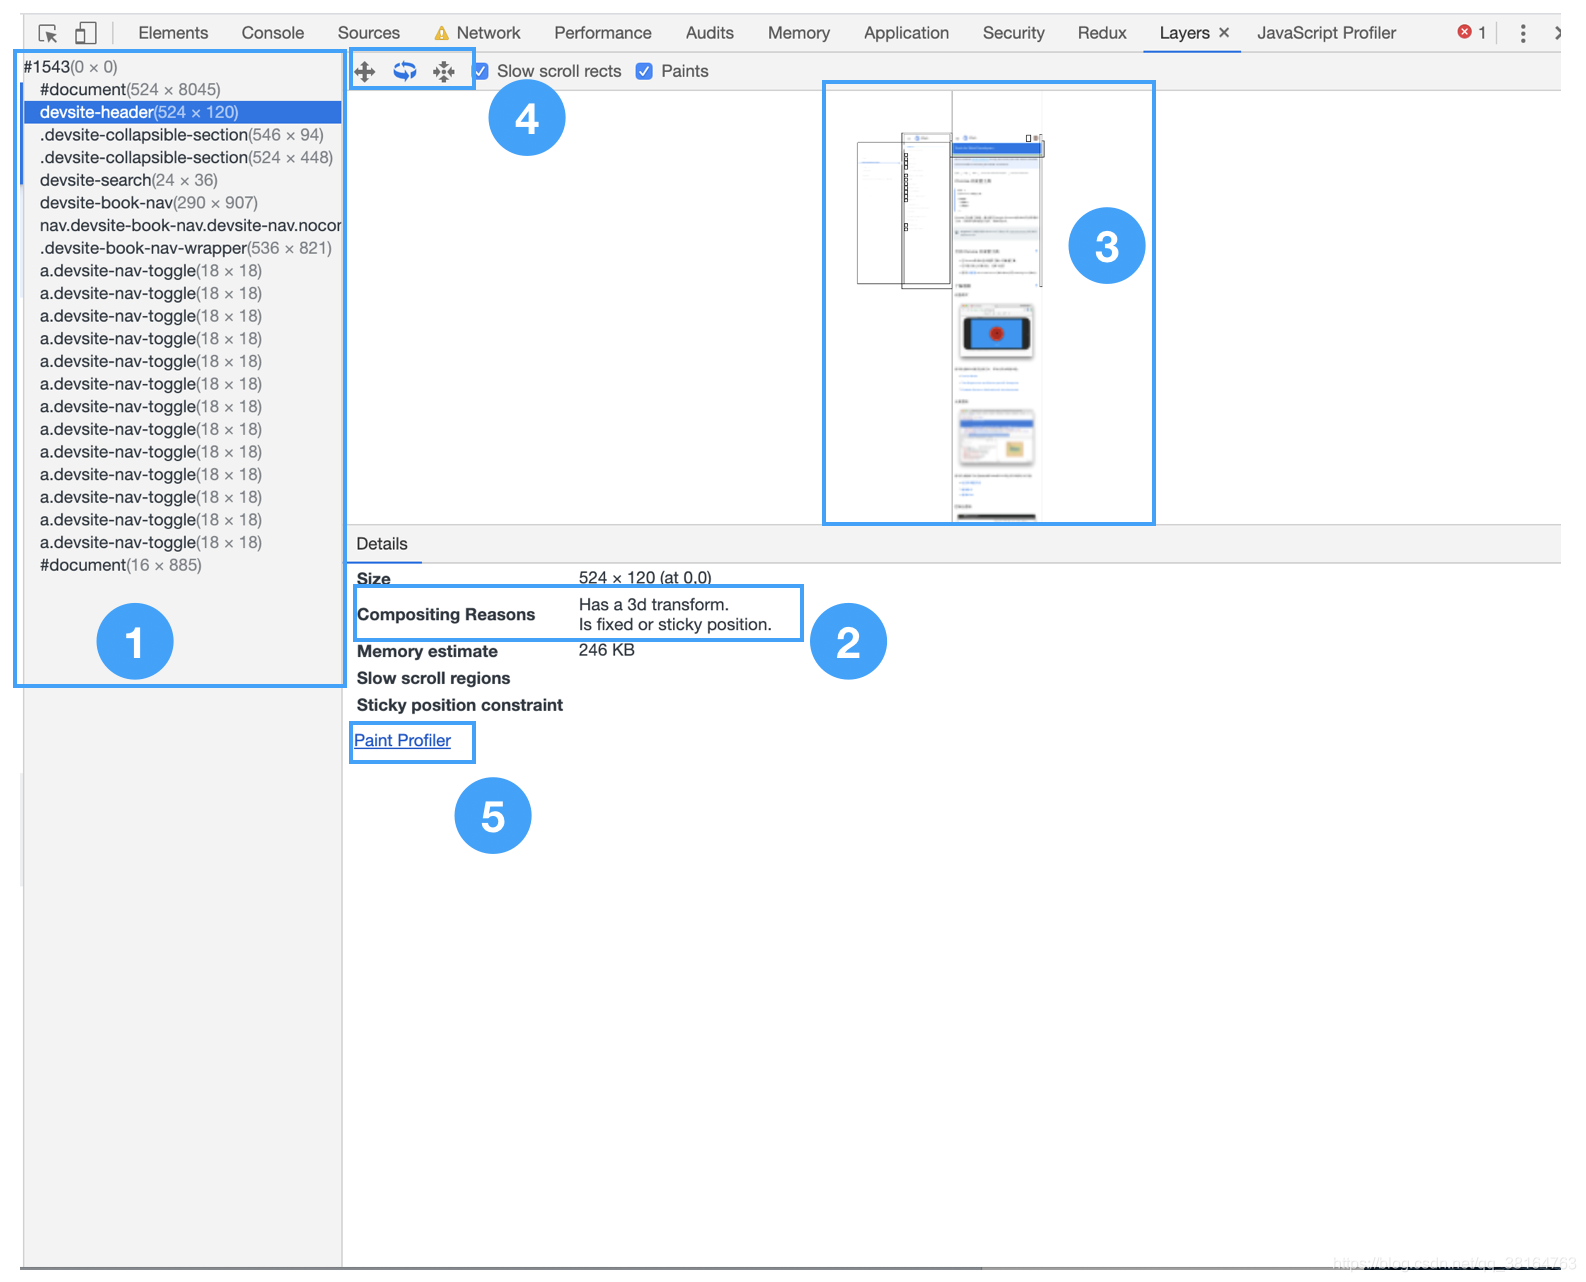 Elements Console Sources Network Performance Audits Memory Application Security Redux Layers × JavaScript Profiler 1
#1543(0 × 0)
#document(524 × 8045)
devsite-header(524 × 120)
.devsite-collapsible-section(546 × 94)
.devsite-collapsible-section(524 × 448)
devsite-search(24 × 36)
devsite-book-nav(290 × 907)
nav.devsite-book-nav.devsite-nav.nocon
.devsite-book-nav-wrapper(536 × 821)
a.devsite-nav-toggle(18 × 18)
a.devsite-nav-toggle(18 × 18)
a.devsite-nav-toggle(18 × 18)
a.devsite-nav-toggle(18 × 18)
a.devsite-nav-toggle(18 × 18)
a.devsite-nav-toggle(18 × 18)
a.devsite-nav-toggle(18 × 18)
a.devsite-nav-toggle(18 × 18)
a.devsite-nav-toggle(18 × 18)
a.devsite-nav-toggle(18 × 18)
a.devsite-nav-toggle(18 × 18)
a.devsite-nav-toggle(18 × 18)
a.devsite-nav-toggle(18 × 18)
#document(16 × 885)
1
Slow scroll rects Paints
4
3
Details
Size 524 × 120 (at 0,0)
Compositing Reasons Has a 3d transform.
Is fixed or sticky position.
2
Memory estimate 246 KB
Slow scroll regions
Sticky position constraint
Paint Profiler
5
https://blog.csdn.net/qq_38164763